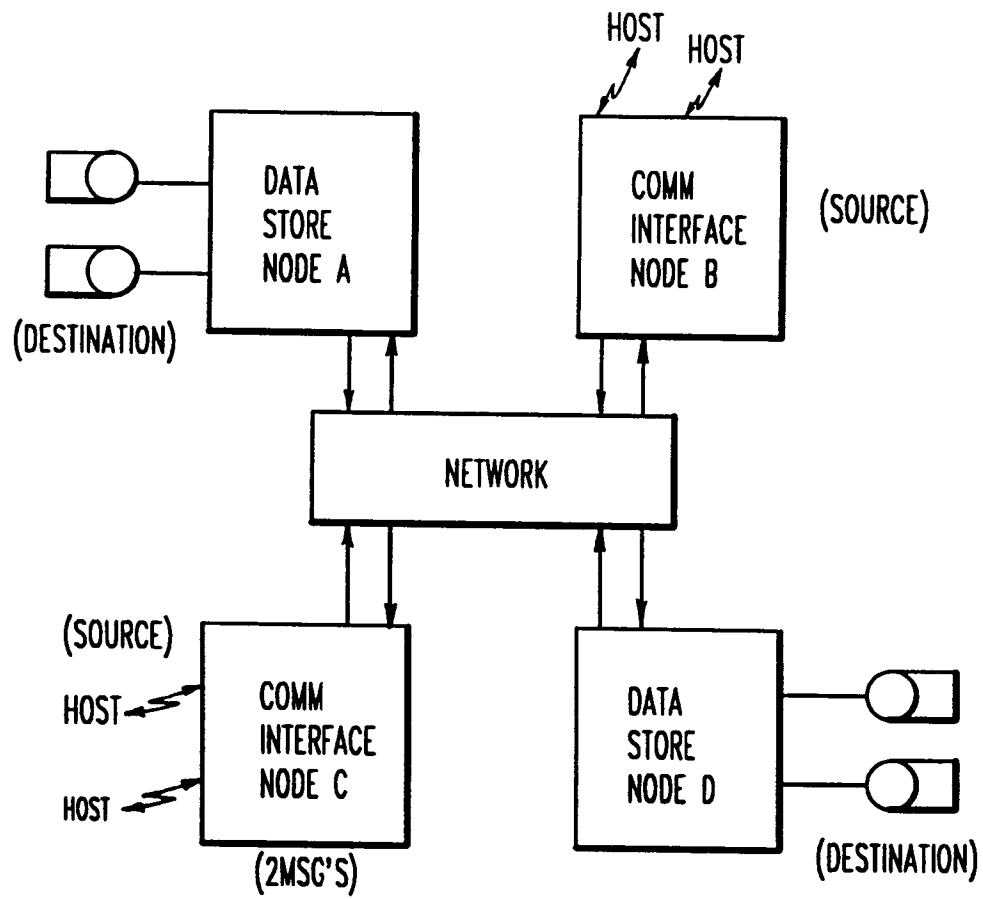 HOST
HOST
DATA
STORE
NODE A
(DESTINATION)
COMM
INTERFACE
NODE B
(SOURCE)
NETWORK
(SOURCE)
HOST
HOST
COMM
INTERFACE
NODE C
(2MSG'S)
DATA
STORE
NODE D
(DESTINATION)